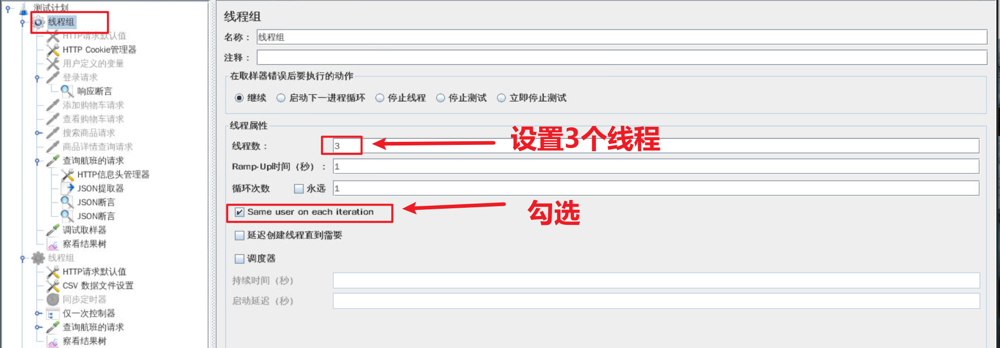 测试计划
线程组
HTTP请求默认值
HTTP Cookie管理器
用户定义的变量
登录请求
响应断言
添加购物车请求
查看购物车请求
搜索商品请求
商品详情查询请求
查询航班的请求
HTTP信息头管理器
JSON提取器
JSON断言
JSON断言
调试取样器
察看结果树
线程组
HTTP请求默认值
CSV 数据文件设置
同步定时器
仅一次控制器
查询航班的请求
察看结果树
线程组
名称： 线程组
注释：
在取样器错误后要执行的动作
继续 启动下一进程循环 停止线程 停止测试 立即停止测试
线程属性
线程数： 3 设置3个线程
Ramp-Up时间（秒）： 1
循环次数 永远 1
Same user on each iteration 勾选
延迟创建线程直到需要
调度器
持续时间（秒）
启动延迟（秒）